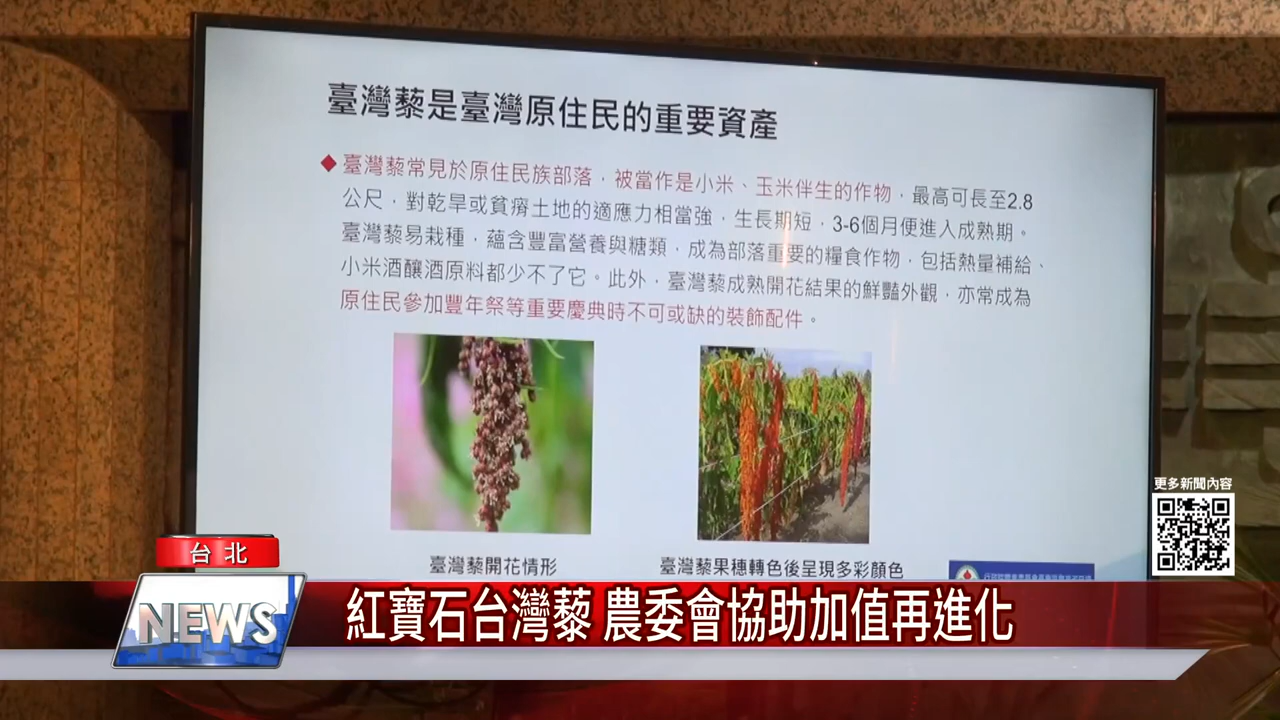 臺灣藜是臺灣原住民的重要資產
◆臺灣藜常見於原住民族部落，被當作是小米、玉米伴生的作物，最高可長至2.8
公尺，對乾旱或貧瘠土地的適應力相當強，生長期短，3-6個月便進入成熟期。
臺灣藜易栽種，蘊含豐富營養與糖類，成為部落重要的糧食作物，包括熱量補給、
小米酒釀酒原料都少不了它。此外，臺灣藜成熟開花結果的鮮豔外觀，亦常成為
原住民參加豐年祭等重要慶典時不可或缺的裝飾配件。
臺灣藜開花情形
臺灣藜果穗轉色後呈現多彩顏色
更多新聞內容
台北
NEWS
紅寶石台灣藜 農委會協助加值再進化